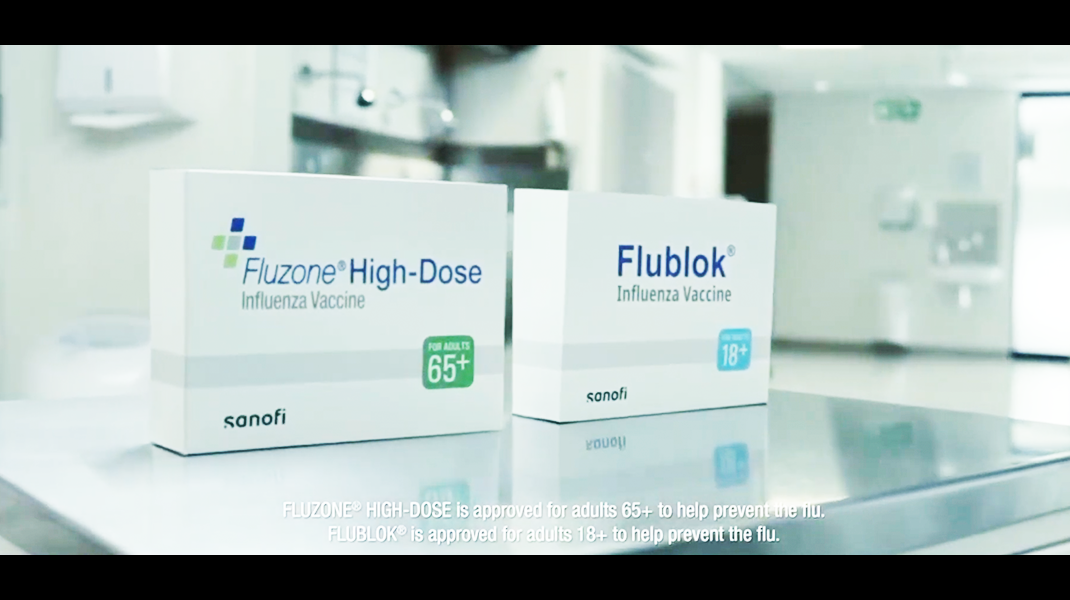 Fluzone® High-Dose
Influenza Vaccine
FOR ADULTS
65+
sanofi
Flublok®
Influenza Vaccine
FOR ADULTS
18+
sanofi
FLUZONE® HIGH-DOSE is approved for adults 65+ to help prevent the flu.
FLUBLOK® is approved for adults 18+ to help prevent the flu.